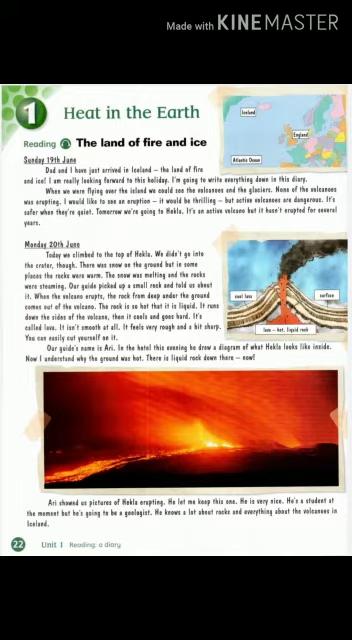 Made with KINEMASTER
1 Heat in the Earth
Reading The land of fire and ice
Iceland
England
Atlantic Ocean
Sunday 19th June
Dad and I have just arrived in Iceland – the land of fire
and ice! I am really looking forward to this holiday. I'm going to write everything down in this diary.
When we were flying over the island we could see the volcanoes and the glaciers. None of the volcanoes
was erupting. I would like to see an eruption – it would be thrilling – but active volcanoes are dangerous. It's
safer when they're quiet. Tomorrow we're going to Hekla. It's an active volcano but it hasn't erupted for several
years.
Monday 20th June
Today we climbed to the top of Hekla. We didn't go into
the crater, though. There was snow on the ground but in some
places the rocks were warm. The snow was melting and the rocks
were steaming. Our guide picked up a small rock and told us about
it. When the volcano erupts, the rock from deep under the ground
comes out of the volcano. The rock is so hot that it is liquid. It runs
down the sides of the volcano, then it cools and goes hard. It's
called lava. It isn't smooth at all. It feels very rough and a bit sharp.
You can easily cut yourself on it.
cool lava
surface
lava – hot, liquid rock
Our guide's name is Ari. In the hotel this evening he drew a diagram of what Hekla looks like inside.
Now I understand why the ground was hot. There is liquid rock down there – now!
Ari showed us pictures of Hekla erupting. He let me keep this one. He is very nice. He's a student at
the moment but he's going to be a geologist. He knows a lot about rocks and everything about the volcanoes in
Iceland.
22 Unit 1 Reading: a diary